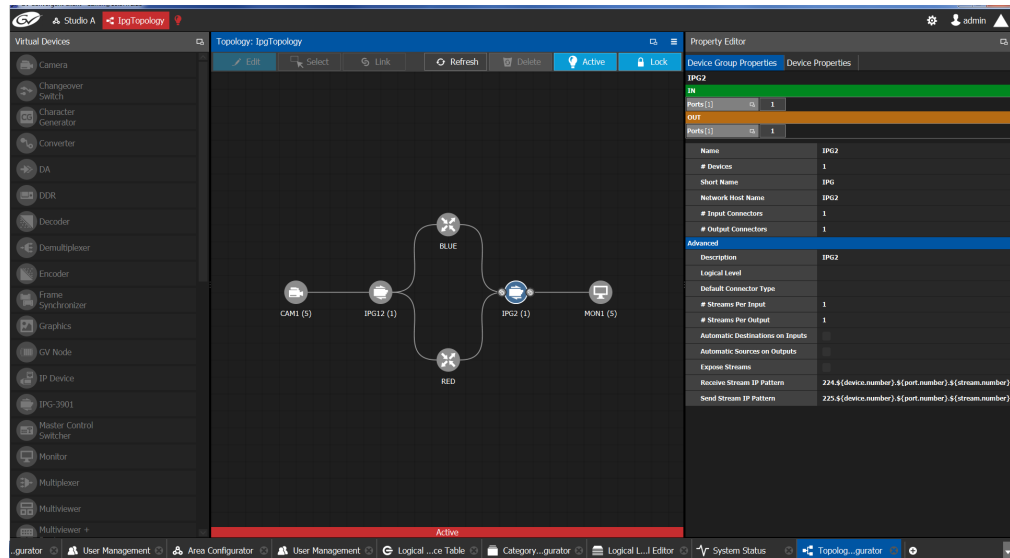 GV Studio A IpgTopology admin
Virtual Devices
Camera
Changeover
Switch
Character
Generator
Converter
DA
DDR
Decoder
Demultiplexer
Encoder
Frame
Synchronizer
Graphics
GV Node
IP Device
IPG-3901
Master Control
Switcher
Monitor
Multiplexer
Multiviewer
Multiviewer +
Topology: IpgTopology
Edit Select Link Refresh Delete Active Lock
BLUE
CAM1 (5) IPG12 (1) IPG2 (1) MON1 (5)
RED
Active
Property Editor
Device Group Properties Device Properties
IPG2
IN
Ports [1] 1
OUT
Ports [1] 1
Name IPG2
# Devices 1
Short Name IPG
Network Host Name IPG2
# Input Connectors 1
# Output Connectors 1
Advanced
Description IPG2
Logical Level
Default Connector Type
# Streams Per Input 1
# Streams Per Output 1
Automatic Destinations on Inputs
Automatic Sources on Outputs
Expose Streams
Receive Stream IP Pattern 224.${device.number}.${port.number}.${stream.number}
Send Stream IP Pattern 225.${device.number}.${port.number}.${stream.number}
..gurator User Management Area Configurator User Management Logical ...ce Table Category...gurator Logical L...l Editor System Status Topolog...gurator